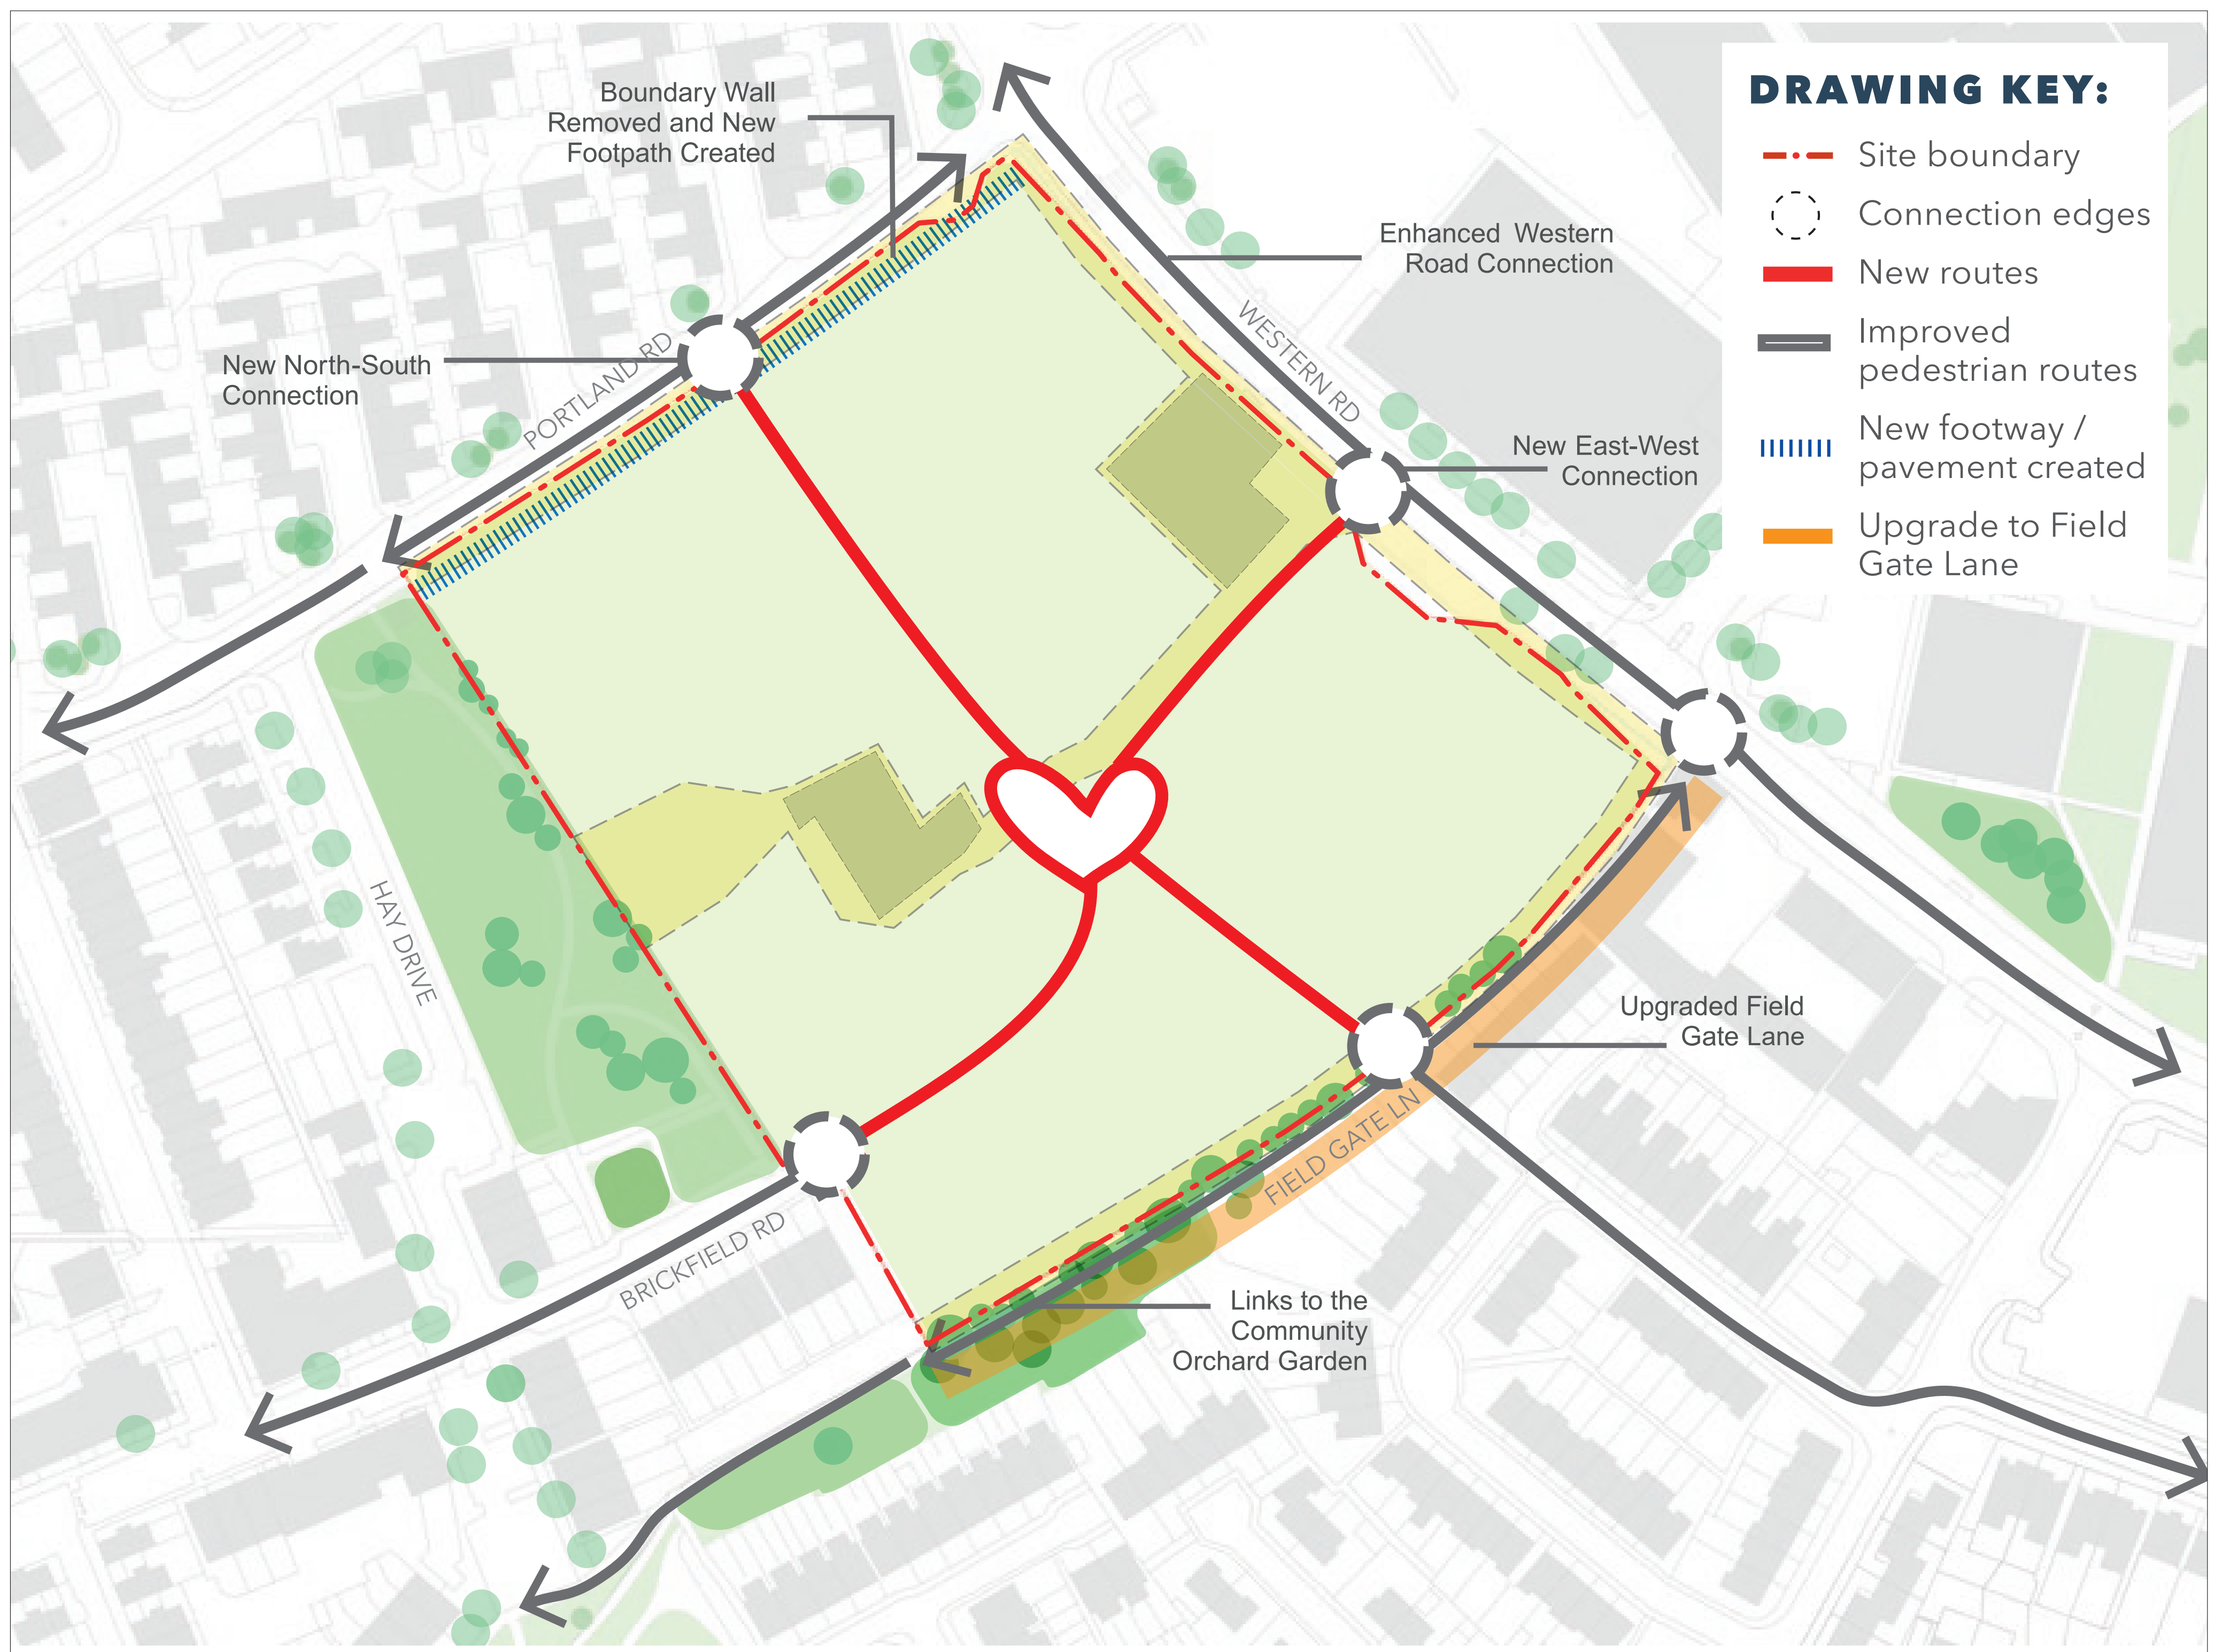 Boundary Wall
Removed and New
Footpath Created
DRAWING KEY:
Site boundary
Connection edges
New routes
Improved
pedestrian routes
New footway /
pavement created
Upgrade to Field
Gate Lane
Enhanced Western
Road Connection
WESTERN RD
New North-South
Connection
PORTLAND RD
New East-West
Connection
HAY DRIVE
Upgraded Field
Gate Lane
FIELD GATE LN
BRICKFIELD RD
Links to the
Community
Orchard Garden